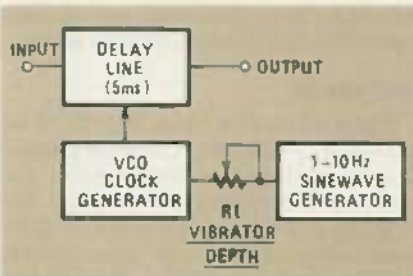 INPUT
DELAY
LINE
(5ms)
OUTPUT
VCO
CLOCK
GENERATOR
R1
VIBRATOR
DEPTH
1-10Hz
SINEWAVE
GENERATOR